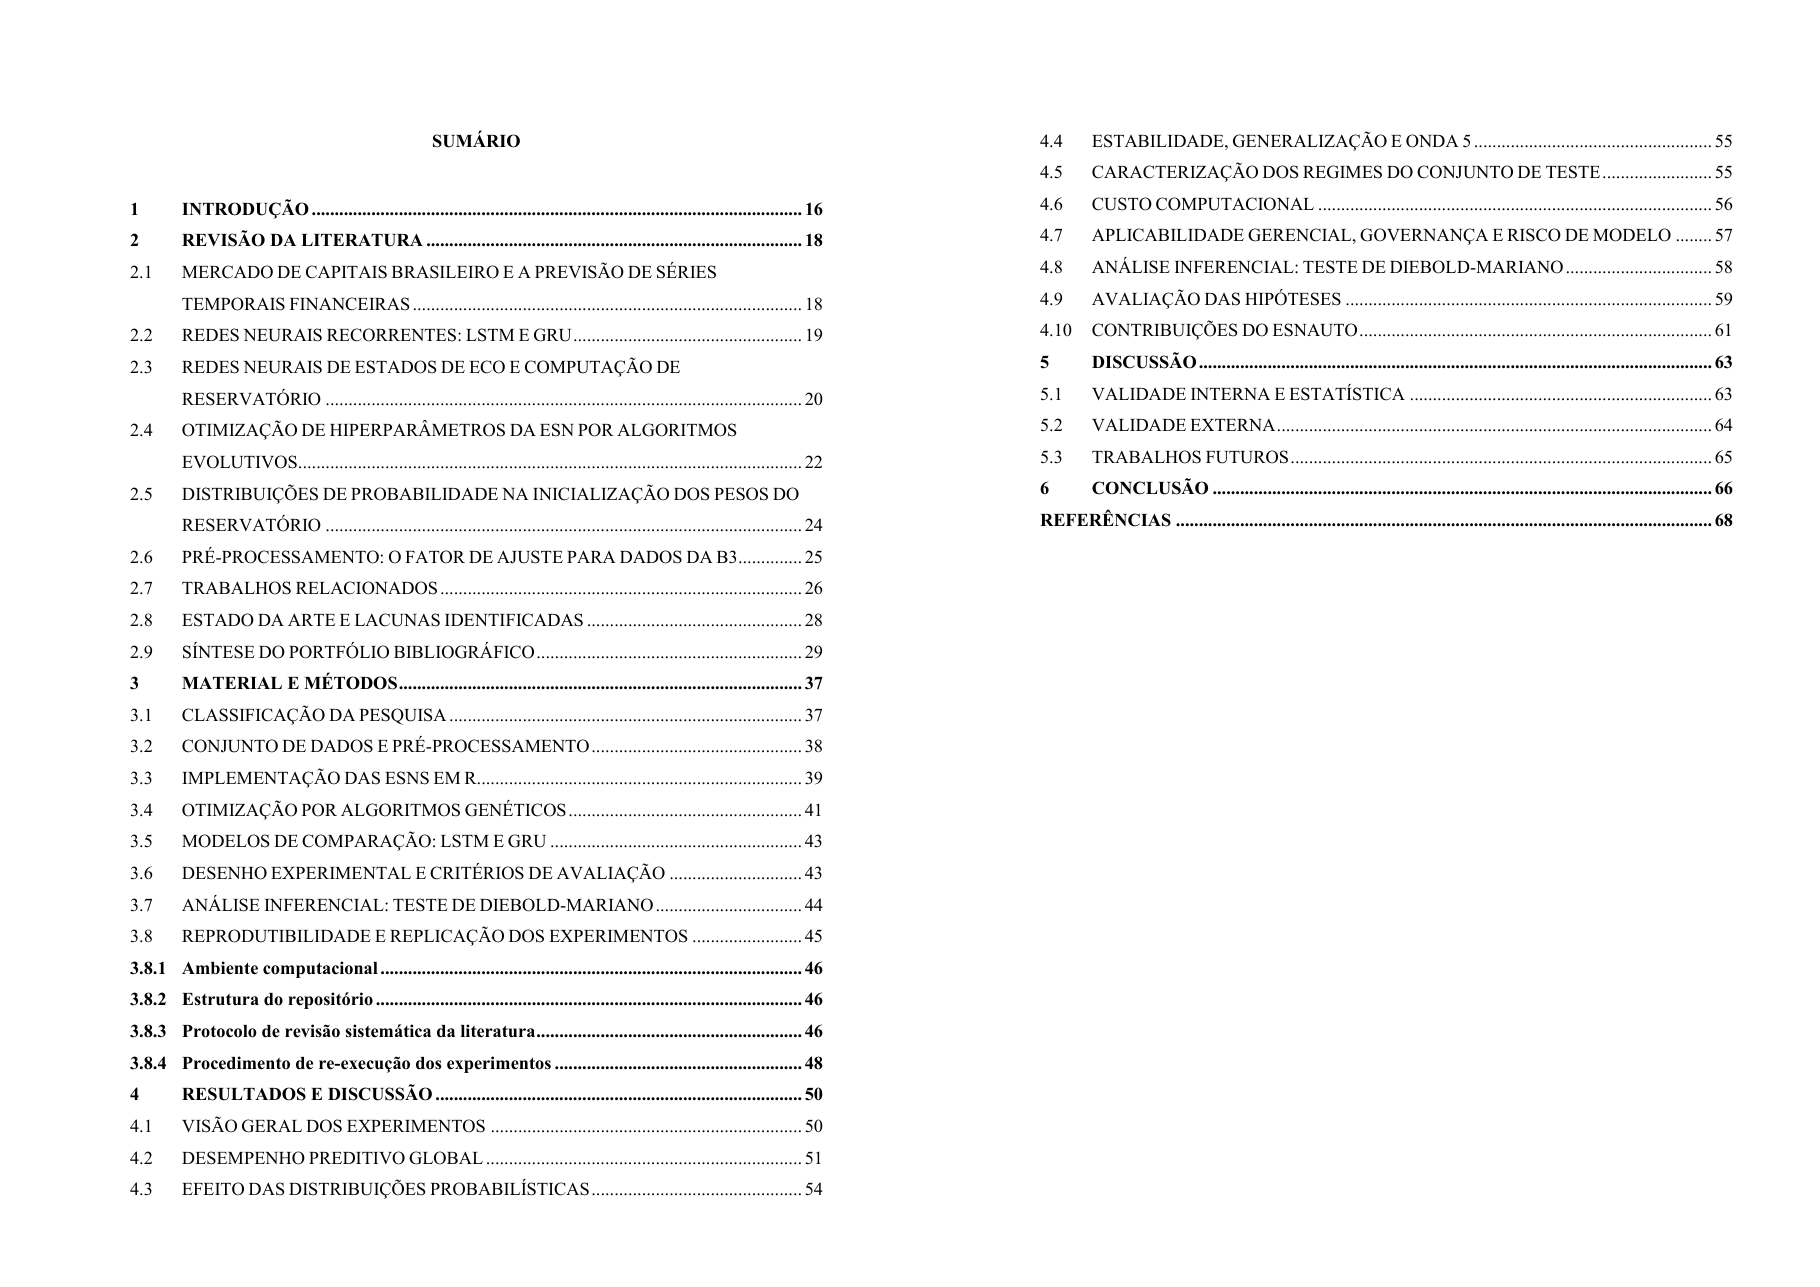 SUMÁRIO
1 INTRODUÇÃO ........ 16
2 REVISÃO DA LITERATURA ........ 18
2.1 MERCADO DE CAPITAIS BRASILEIRO E A PREVISÃO DE SÉRIES
TEMPORAIS FINANCEIRAS ........ 18
2.2 REDES NEURAIS RECORRENTES: LSTM E GRU ........ 19
2.3 REDES NEURAIS DE ESTADOS DE ECO E COMPUTAÇÃO DE
RESERVATÓRIO ........ 20
2.4 OTIMIZAÇÃO DE HIPERPARÂMETROS DA ESN POR ALGORITMOS
EVOLUTIVOS ........ 22
2.5 DISTRIBUIÇÕES DE PROBABILIDADE NA INICIALIZAÇÃO DOS PESOS DO
RESERVATÓRIO ........ 24
2.6 PRÉ-PROCESSAMENTO: O FATOR DE AJUSTE PARA DADOS DA B3 ........ 25
2.7 TRABALHOS RELACIONADOS ........ 26
2.8 ESTADO DA ARTE E LACUNAS IDENTIFICADAS ........ 28
2.9 SÍNTESE DO PORTFÓLIO BIBLIOGRÁFICO ........ 29
3 MATERIAL E MÉTODOS ........ 37
3.1 CLASSIFICAÇÃO DA PESQUISA ........ 37
3.2 CONJUNTO DE DADOS E PRÉ-PROCESSAMENTO ........ 38
3.3 IMPLEMENTAÇÃO DAS ESNS EM R ........ 39
3.4 OTIMIZAÇÃO POR ALGORITMOS GENÉTICOS ........ 41
3.5 MODELOS DE COMPARAÇÃO: LSTM E GRU ........ 43
3.6 DESENHO EXPERIMENTAL E CRITÉRIOS DE AVALIAÇÃO ........ 43
3.7 ANÁLISE INFERENCIAL: TESTE DE DIEBOLD-MARIANO ........ 44
3.8 REPRODUTIBILIDADE E REPLICAÇÃO DOS EXPERIMENTOS ........ 45
3.8.1 Ambiente computacional ........ 46
3.8.2 Estrutura do repositório ........ 46
3.8.3 Protocolo de revisão sistemática da literatura ........ 46
3.8.4 Procedimento de re-execução dos experimentos ........ 48
4 RESULTADOS E DISCUSSÃO ........ 50
4.1 VISÃO GERAL DOS EXPERIMENTOS ........ 50
4.2 DESEMPENHO PREDITIVO GLOBAL ........ 51
4.3 EFEITO DAS DISTRIBUIÇÕES PROBABILÍSTICAS ........ 54
4.4 ESTABILIDADE, GENERALIZAÇÃO E ONDA 5 ........ 55
4.5 CARACTERIZAÇÃO DOS REGIMES DO CONJUNTO DE TESTE ........ 55
4.6 CUSTO COMPUTACIONAL ........ 56
4.7 APLICABILIDADE GERENCIAL, GOVERNANÇA E RISCO DE MODELO ........ 57
4.8 ANÁLISE INFERENCIAL: TESTE DE DIEBOLD-MARIANO ........ 58
4.9 AVALIAÇÃO DAS HIPÓTESES ........ 59
4.10 CONTRIBUIÇÕES DO ESNAUTO ........ 61
5 DISCUSSÃO ........ 63
5.1 VALIDADE INTERNA E ESTATÍSTICA ........ 63
5.2 VALIDADE EXTERNA ........ 64
5.3 TRABALHOS FUTUROS ........ 65
6 CONCLUSÃO ........ 66
REFERÊNCIAS ........ 68